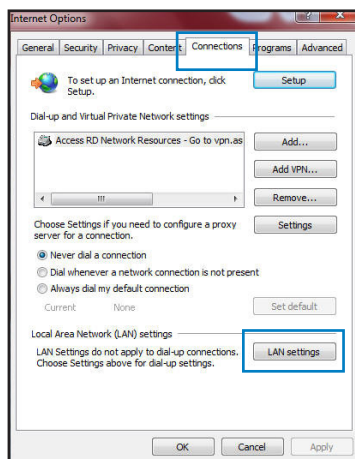 Internet Options
General Security Privacy Content Connections Programs Advanced
To set up an Internet connection, click
Setup.
Setup
Dial-up and Virtual Private Network settings
Access RD Network Resources - Go to vpn.as
Add...
Add VPN...
Remove...
Choose Settings if you need to configure a proxy
server for a connection.
Settings
Never dial a connection
Dial whenever a network connection is not present
Always dial my default connection
Current None
Set default
Local Area Network (LAN) settings
LAN Settings do not apply to dial-up connections.
Choose Settings above for dial-up settings.
LAN settings
OK Cancel Apply